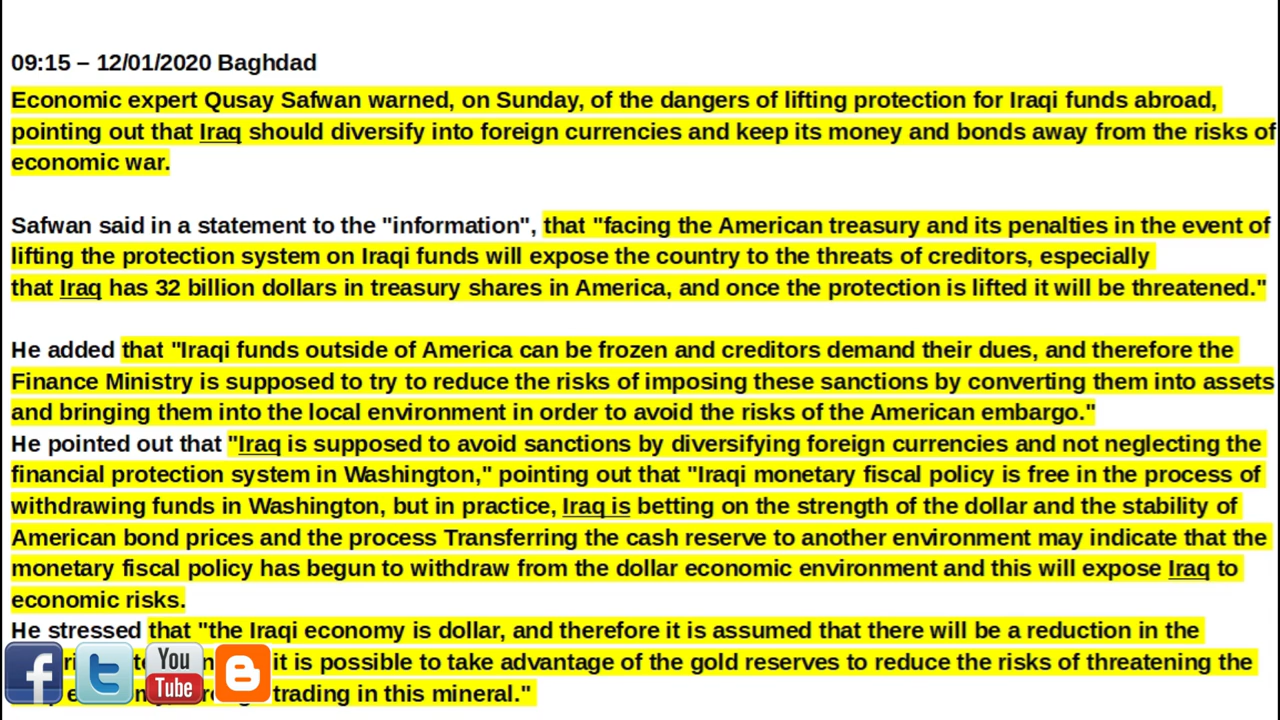 09:15 – 12/01/2020 Baghdad
Economic expert Qusay Safwan warned, on Sunday, of the dangers of lifting protection for Iraqi funds abroad,
pointing out that Iraq should diversify into foreign currencies and keep its money and bonds away from the risks of
economic war.
Safwan said in a statement to the "information", that "facing the American treasury and its penalties in the event of
lifting the protection system on Iraqi funds will expose the country to the threats of creditors, especially
that Iraq has 32 billion dollars in treasury shares in America, and once the protection is lifted it will be threatened."
He added that "Iraqi funds outside of America can be frozen and creditors demand their dues, and therefore the
Finance Ministry is supposed to try to reduce the risks of imposing these sanctions by converting them into assets
and bringing them into the local environment in order to avoid the risks of the American embargo."
He pointed out that "Iraq is supposed to avoid sanctions by diversifying foreign currencies and not neglecting the
financial protection system in Washington," pointing out that "Iraqi monetary fiscal policy is free in the process of
withdrawing funds in Washington, but in practice, Iraq is betting on the strength of the dollar and the stability of
American bond prices and the process Transferring the cash reserve to another environment may indicate that the
monetary fiscal policy has begun to withdraw from the dollar economic environment and this will expose Iraq to
economic risks.
He stressed that "the Iraqi economy is dollar, and therefore it is assumed that there will be a reduction in the
it is possible to take advantage of the gold reserves to reduce the risks of threatening the
trading in this mineral."
You
Tube